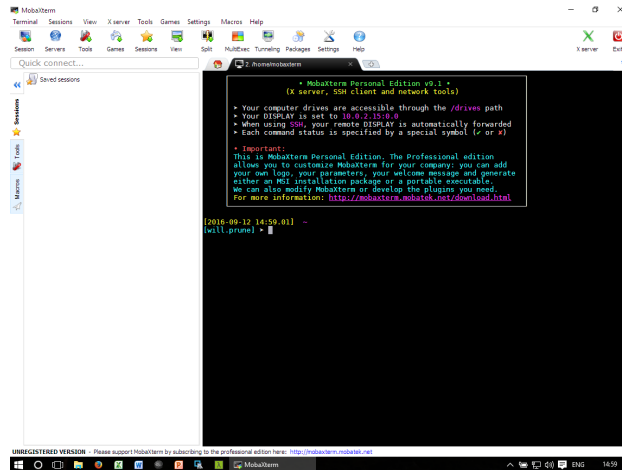 MobaXterm
Terminal Sessions View X server Tools Games Settings Macros Help
Session Servers Tools Games Sessions View Split MultiExec Tunneling Packages Settings Help X server Exit
Quick connect...
2. /home/mobaxterm
Saved sessions
Sessions
Tools
Macros
• MobaXterm Personal Edition v9.1 •
(X server, SSH client and network tools)
➤ Your computer drives are accessible through the /drives path
➤ Your DISPLAY is set to 10.0.2.15:0.0
➤ When using SSH, your remote DISPLAY is automatically forwarded
➤ Each command status is specified by a special symbol (✓ or ✗)
• Important:
This is MobaXterm Personal Edition. The Professional edition
allows you to customize MobaXterm for your company: you can add
your own logo, your parameters, your welcome message and generate
either an MSI installation package or a portable executable.
We can also modify MobaXterm or develop the plugins you need.
For more information: http://mobaxterm.mobatek.net/download.html
[2016-09-12 14:59.01] ~
[will.prune] ➤
UNREGISTERED VERSION - Please support MobaXterm by subscribing to the professional edition here: http://mobaxterm.mobatek.net
MobaXterm
ENG 14:59